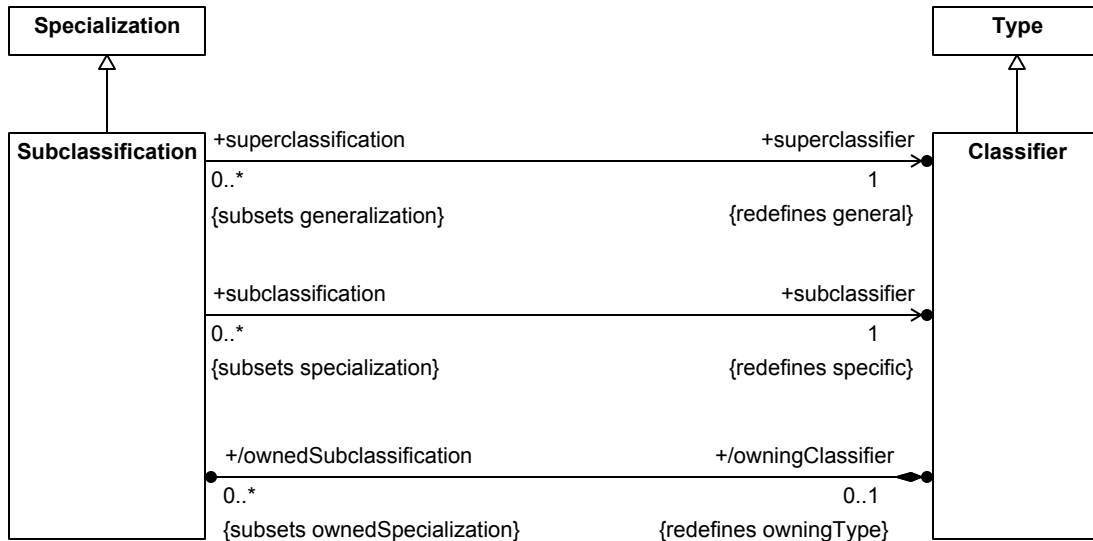 Specialization
Type
Subclassification
Classifier
+superclassification
+superclassifier
0..*
1
{subsets generalization}
{redefines general}
+subclassification
+subclassifier
0..*
1
{subsets specialization}
{redefines specific}
+/ownedSubclassification
+/owningClassifier
0..*
0..1
{subsets ownedSpecialization}
{redefines owningType}